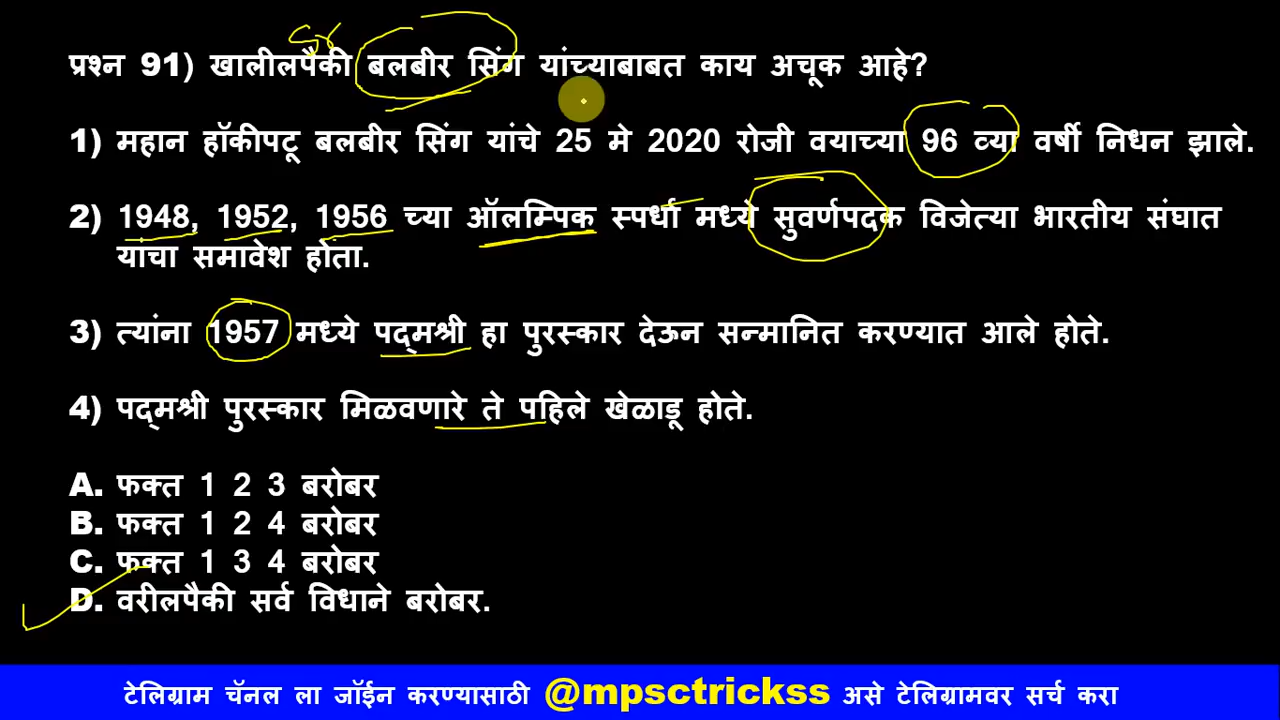 प्रश्न 91) खालीलपैकी बलबीर सिंग यांच्याबाबत काय अचूक आहे?
1) महान हॉकीपटू बलबीर सिंग यांचे 25 मे 2020 रोजी वयाच्या 96 व्या वर्षी निधन झाले.
2) 1948, 1952, 1956 च्या ऑलम्पिक स्पर्धा मध्ये सुवर्णपदक विजेत्या भारतीय संघात
यांचा समावेश होता.
3) त्यांना 1957 मध्ये पद्मश्री हा पुरस्कार देऊन सन्मानित करण्यात आले होते.
4) पद्मश्री पुरस्कार मिळवणारे ते पहिले खेळाडू होते.
A. फक्त 1 2 3 बरोबर
B. फक्त 1 2 4 बरोबर
C. फक्त 1 3 4 बरोबर
D. वरीलपैकी सर्व विधाने बरोबर.
टेलिग्राम चॅनल ला जॉईन करण्यासाठी @mpsctrickss असे टेलिग्रामवर सर्च करा